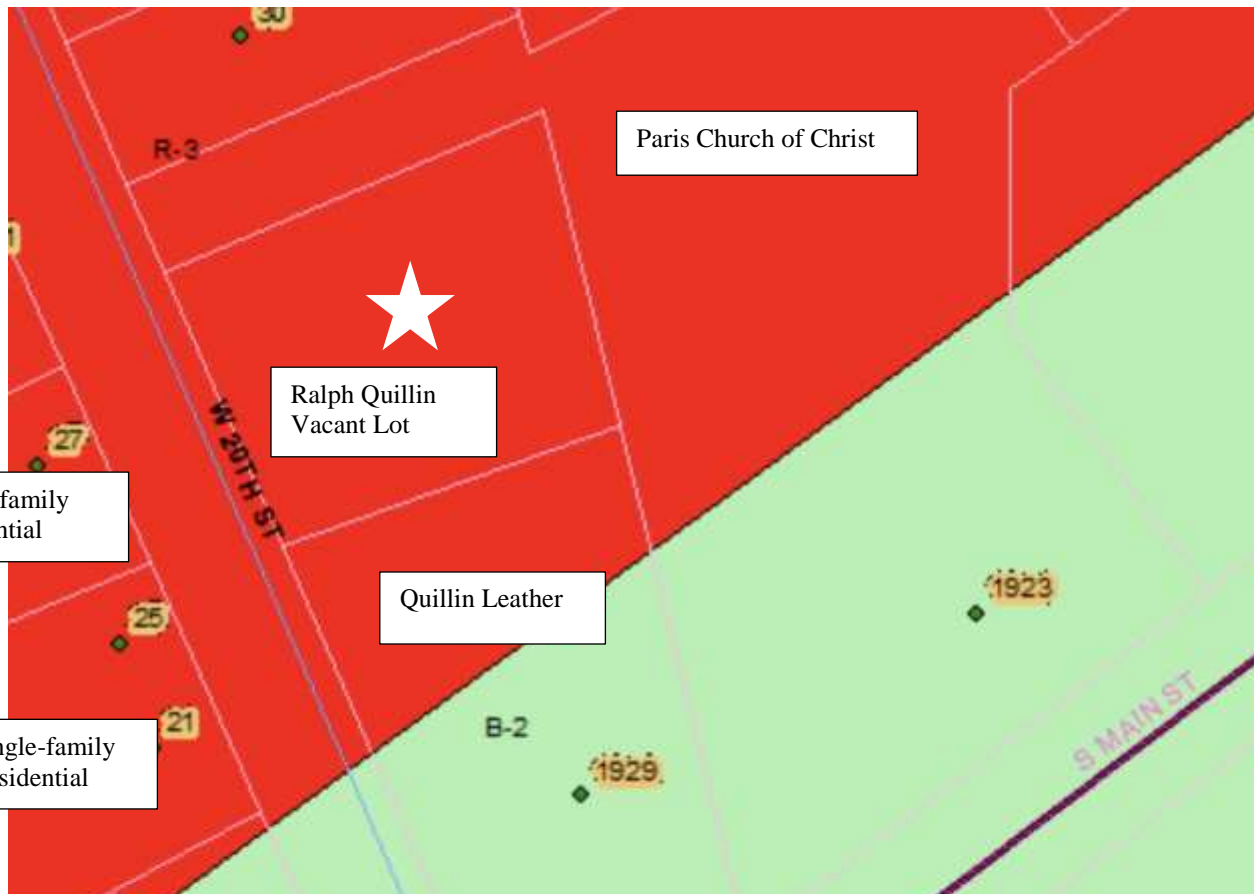 30
R-3
Paris Church of Christ
1
Ralph Quillin
Vacant Lot
W 20TH ST
27
family
ntial
Quillin Leather
25
1923
21
B-2
S MAIN ST
ngle-family
sidential
1929